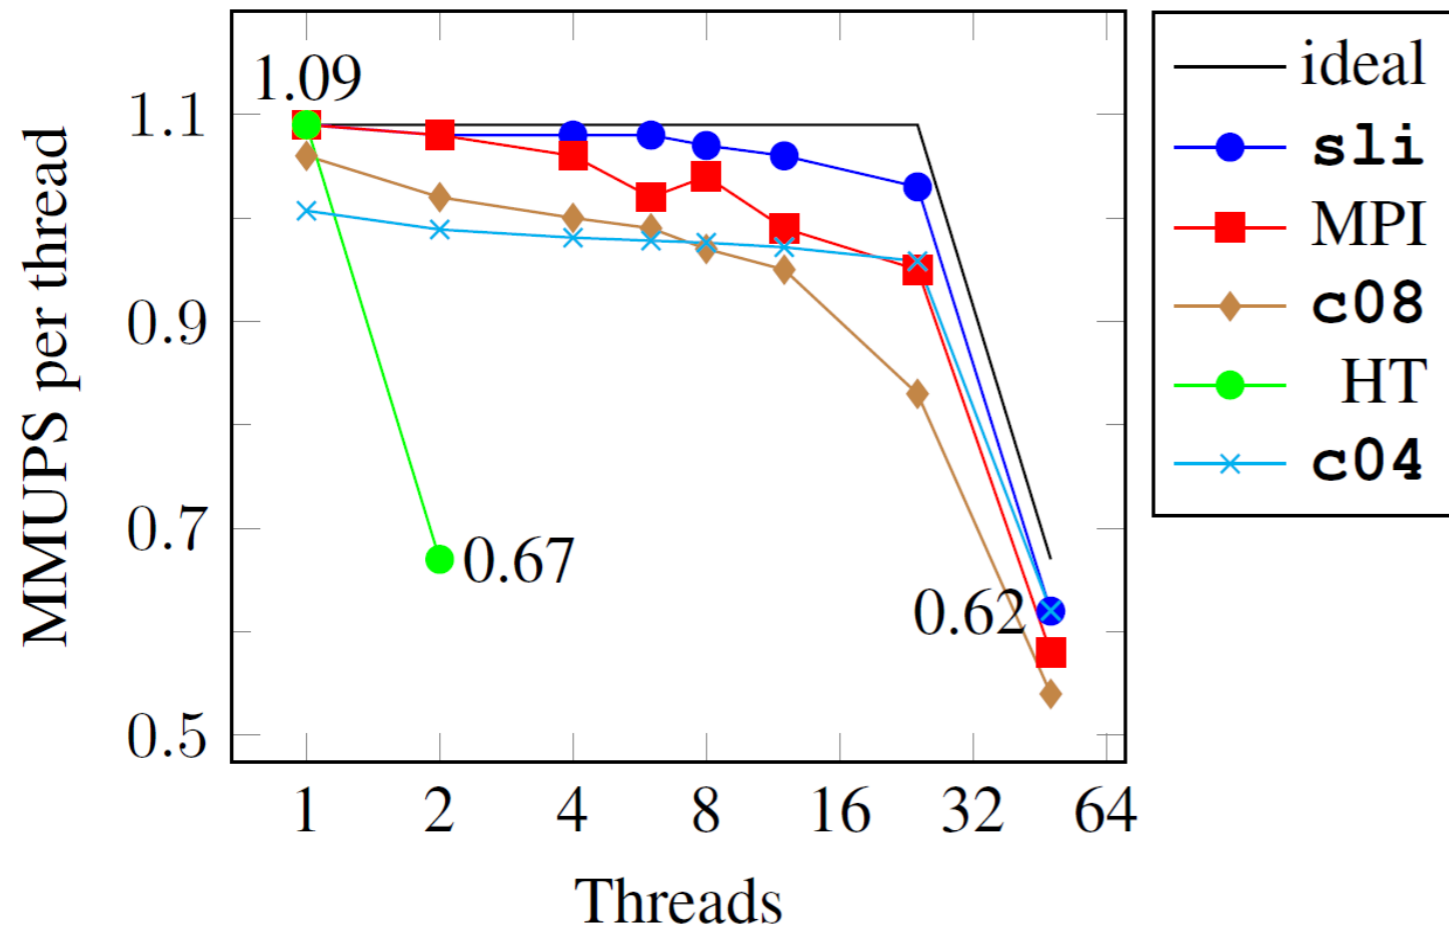 1.09
1.1
0.9
0.7
0.5
0.67
0.62
MMUPS per thread
1 2 4 8 16 32 64
Threads
ideal
sli
MPI
c08
HT
c04